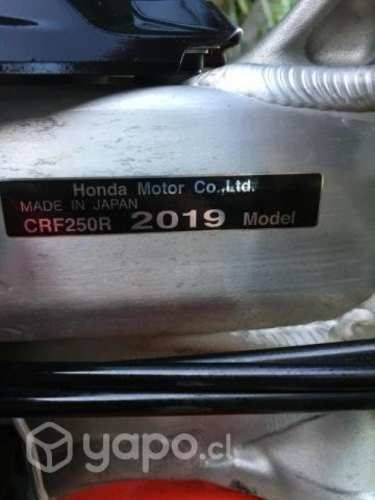 Honda Motor Co.,Ltd.
MADE IN JAPAN
CRF250R 2019 Model
yapo.cl